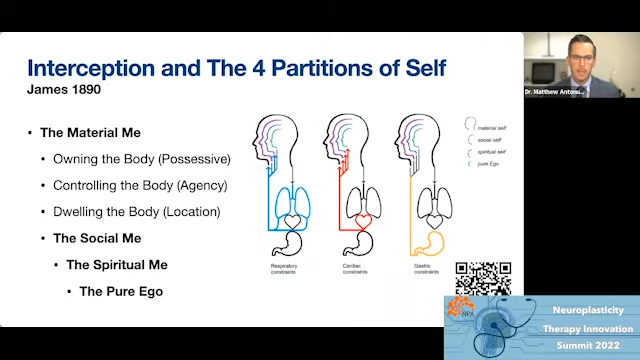 Interception and The 4 Partitions of Self
James 1890
• The Material Me
• Owning the Body (Possessive)
• Controlling the Body (Agency)
• Dwelling the Body (Location)
• The Social Me
• The Spiritual Me
• The Pure Ego
Respiratory constraints
Cardiac constraints
Gastric constraints
material self
social self
spiritual self
pure Ego
Dr. Matthew Antonu...
Neuroplasticity
Therapy Innovation
Summit 2022